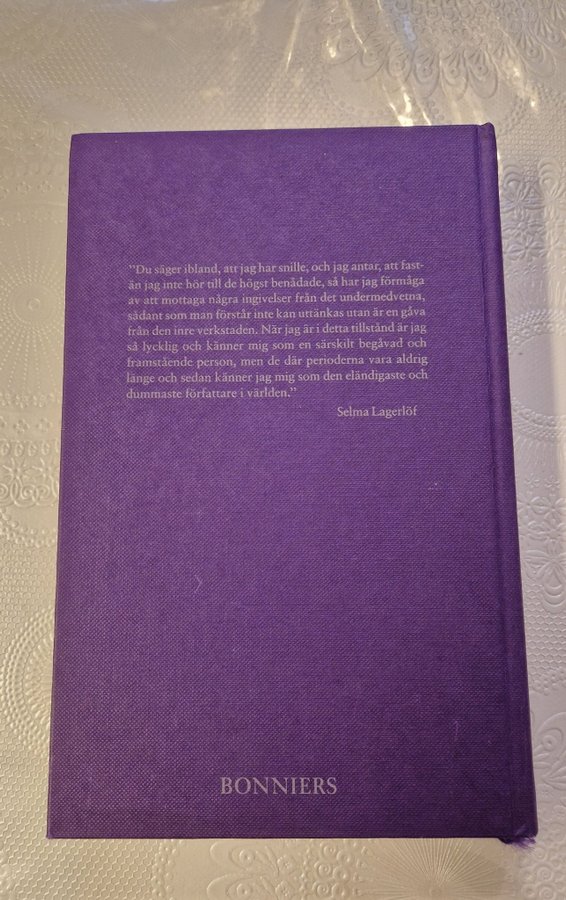 ”Du säger ibland, att jag har snille, och jag antar, att fast-
än jag inte hör till de högst benådade, så har jag förmåga
av att mottaga några ingivelser från det undermedvetna,
sådant som man förstår inte kan uttänkas utan är en gåva
från den inre verkstaden. När jag är i detta tillstånd är jag
så lycklig och känner mig som en särskilt begåvad och
framstående person, men de där perioderna vara aldrig
länge och sedan känner jag mig som den eländigaste och
dummaste författare i världen.”
Selma Lagerlöf
BONNIERS